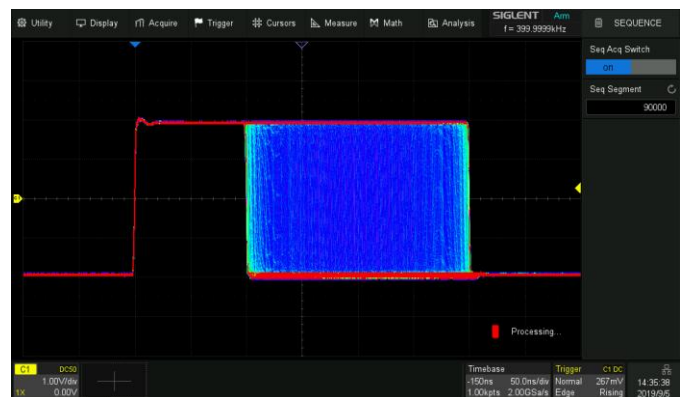 Utility Display Acquire Trigger Cursors Measure Math Analysis
SIGLENT Arm
f = 399.9999kHz
SEQUENCE
Seq Acq Switch
on
Seq Segment
90000
Processing...
C1 DC50
1.00V/div
1X 0.00V
Timebase
-150ns 50.0ns/div
1.00kpts 2.00GSa/s
Trigger C1 DC
Normal 267mV
Edge Rising
14:35:38
2019/9/5